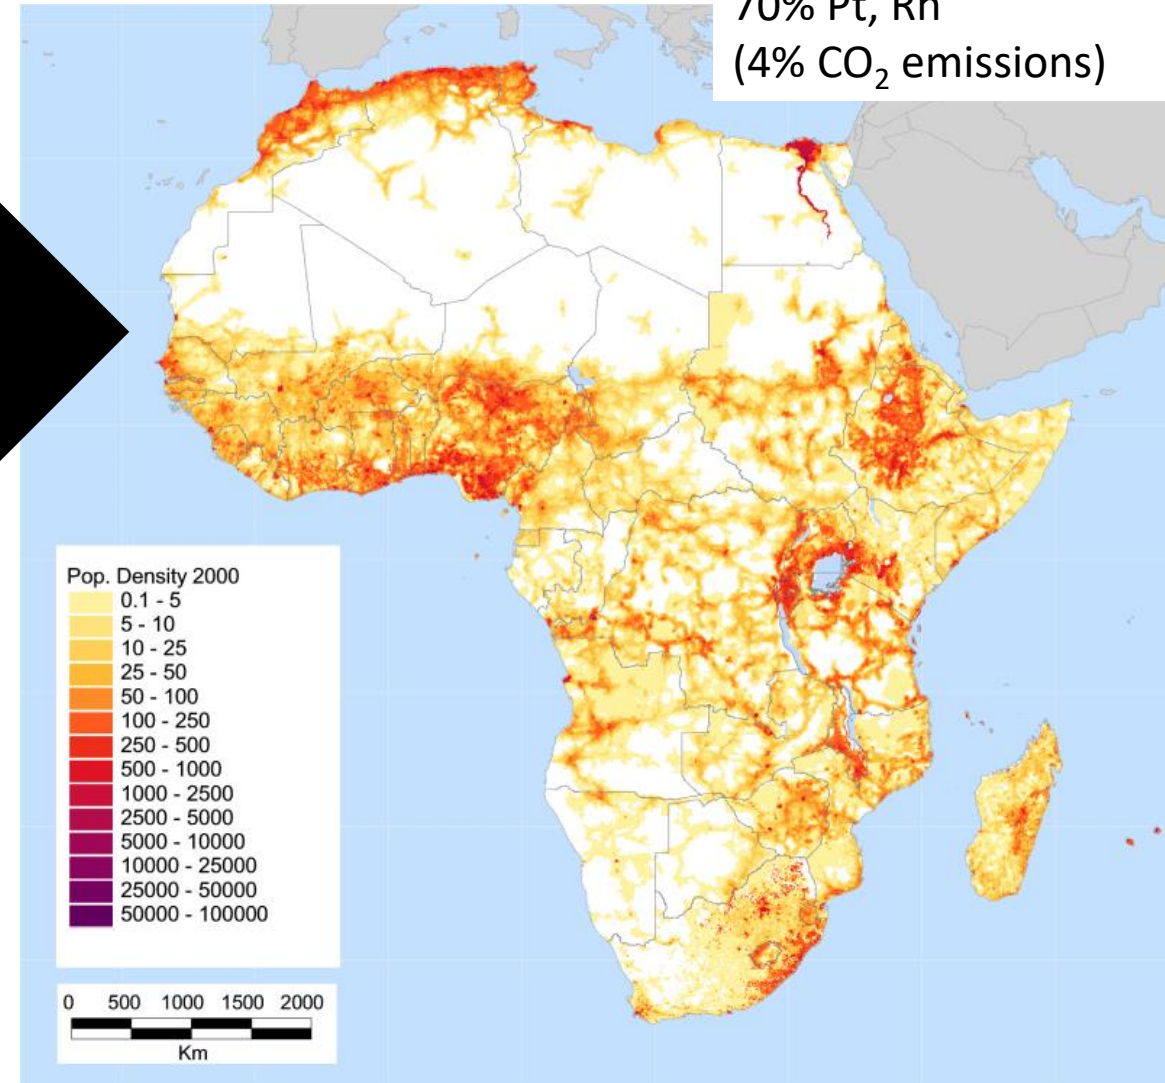 70% Pt, Rh
(4% CO₂ emissions)
Pop. Density 2000
0.1 - 5
5 - 10
10 - 25
25 - 50
50 - 100
100 - 250
250 - 500
500 - 1000
1000 - 2500
2500 - 5000
5000 - 10000
10000 - 25000
25000 - 50000
50000 - 100000
0 500 1000 1500 2000
Km